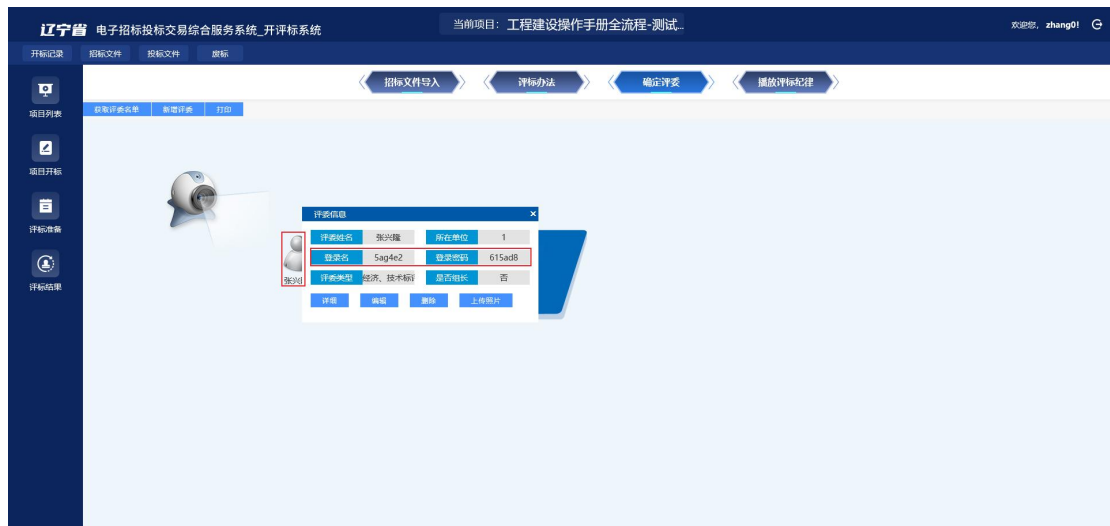 辽宁省 电子招标投标交易综合服务系统_开评标系统 当前项目：工程建设操作手册全流程-测试... 欢迎您，zhang0!
开标记录 招标文件 投标文件 废标
招标文件导入 评标办法 确定评委 播放评标纪律
获取评委名单 新增评委 打印
项目列表
项目开标
评标准备
评标结果
评委信息 ×
评委姓名 张兴隆 所在单位 1
登录名 5ag4e2 登录密码 615ad8
评委类型 经济、技术标评 是否组长 否
详细 编辑 删除 上传照片
张兴